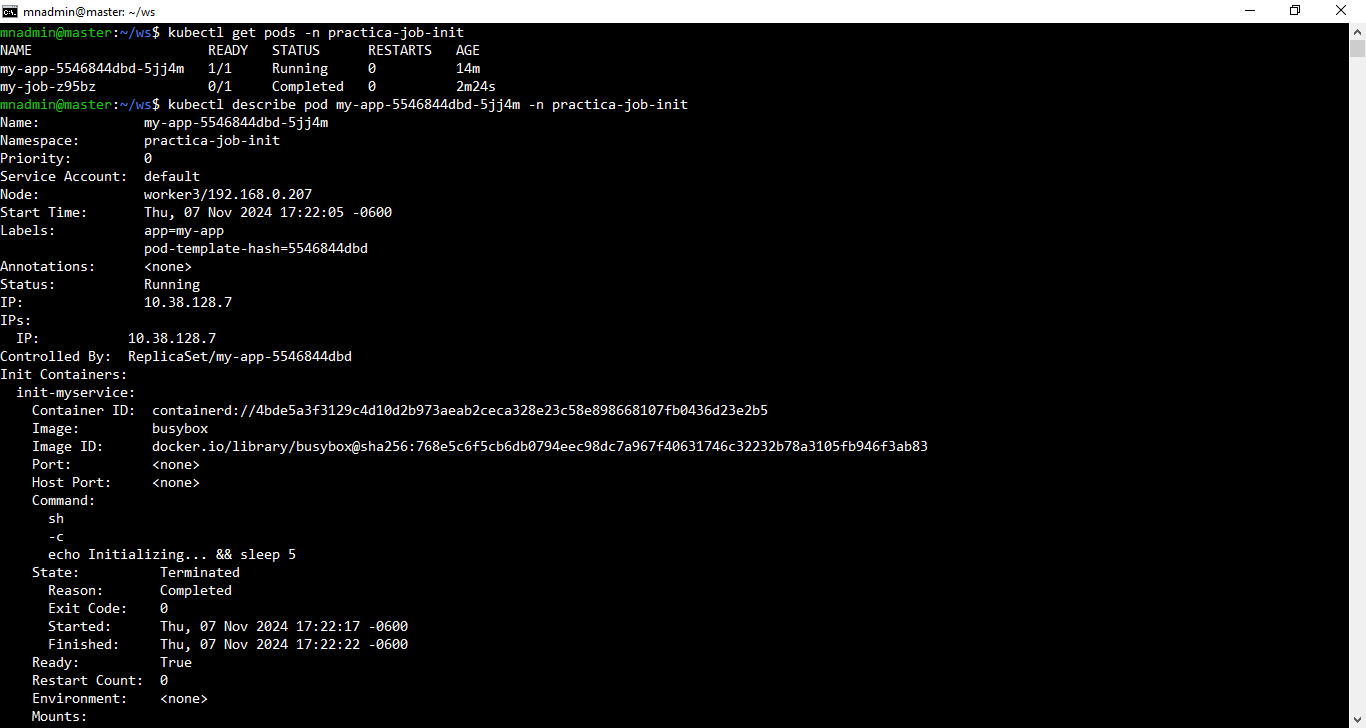 mnadmin@master: ~/ws
mnadmin@master:~/ws$ kubectl get pods -n practica-job-init
NAME                      READY   STATUS      RESTARTS   AGE
my-app-5546844dbd-5jj4m   1/1     Running     0          14m
my-job-z95bz              0/1     Completed   0          2m24s
mnadmin@master:~/ws$ kubectl describe pod my-app-5546844dbd-5jj4m -n practica-job-init
Name:             my-app-5546844dbd-5jj4m
Namespace:        practica-job-init
Priority:         0
Service Account:  default
Node:             worker3/192.168.0.207
Start Time:       Thu, 07 Nov 2024 17:22:05 -0600
Labels:           app=my-app
                  pod-template-hash=5546844dbd
Annotations:      <none>
Status:           Running
IP:               10.38.128.7
IPs:
  IP:           10.38.128.7
Controlled By:  ReplicaSet/my-app-5546844dbd
Init Containers:
  init-myservice:
    Container ID:  containerd://4bde5a3f3129c4d10d2b973aeab2ceca328e23c58e898668107fb0436d23e2b5
    Image:         busybox
    Image ID:      docker.io/library/busybox@sha256:768e5c6f5cb6db0794eec98dc7a967f40631746c32232b78a3105fb946f3ab83
    Port:          <none>
    Host Port:     <none>
    Command:
      sh
      -c
      echo Initializing... && sleep 5
    State:          Terminated
      Reason:       Completed
      Exit Code:    0
      Started:      Thu, 07 Nov 2024 17:22:17 -0600
      Finished:     Thu, 07 Nov 2024 17:22:22 -0600
    Ready:          True
    Restart Count:  0
    Environment:    <none>
    Mounts: